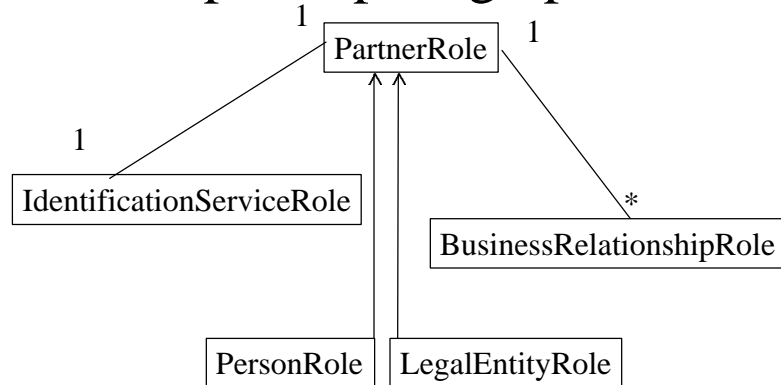 1
PartnerRole
1
1
IdentificationServiceRole
*
BusinessRelationshipRole
PersonRole
LegalEntityRole